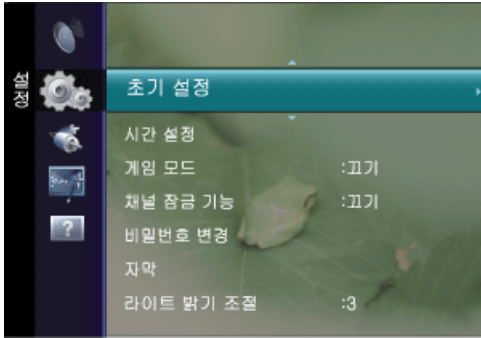 설정
초기 설정
시간 설정
게임 모드 :끄기
채널 잠금 기능 :끄기
비밀번호 변경
자막
라이트 밝기 조절 :3
?